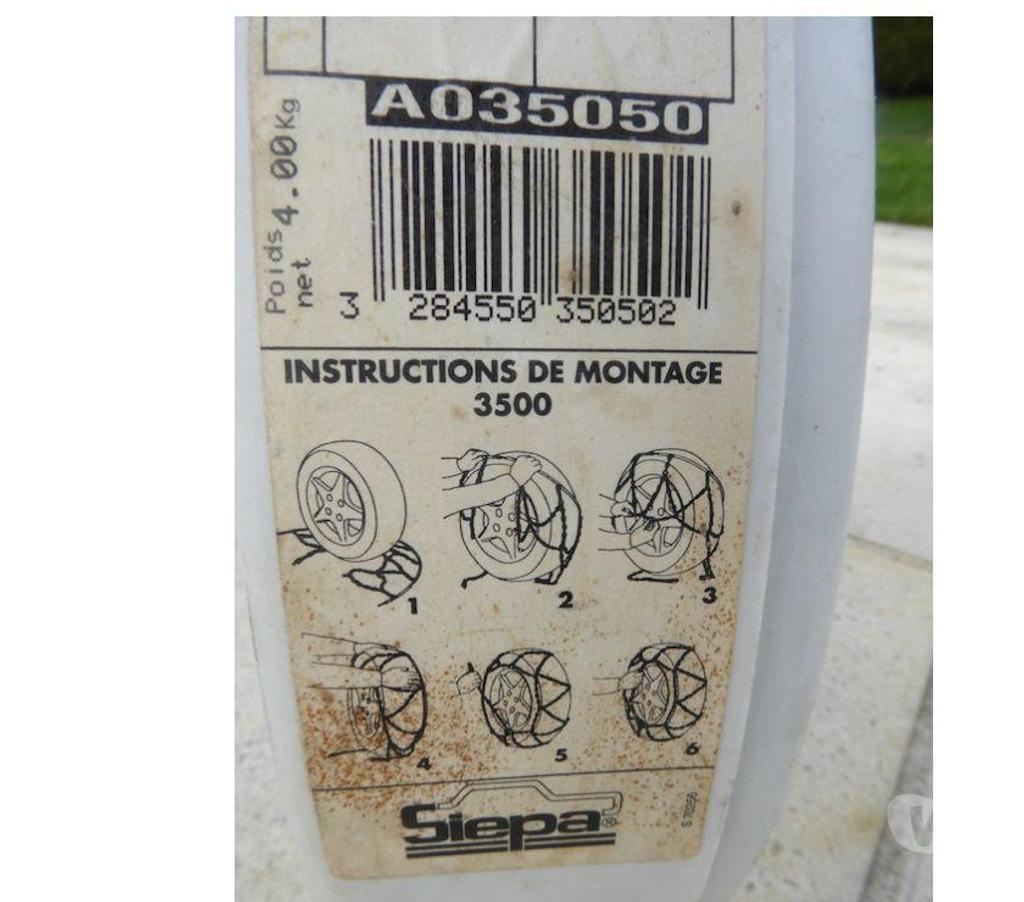 A035050
Poids net 4.00Kg
3 284550 350502
INSTRUCTIONS DE MONTAGE
3500
1
2
3
4
5
6
Siepa®